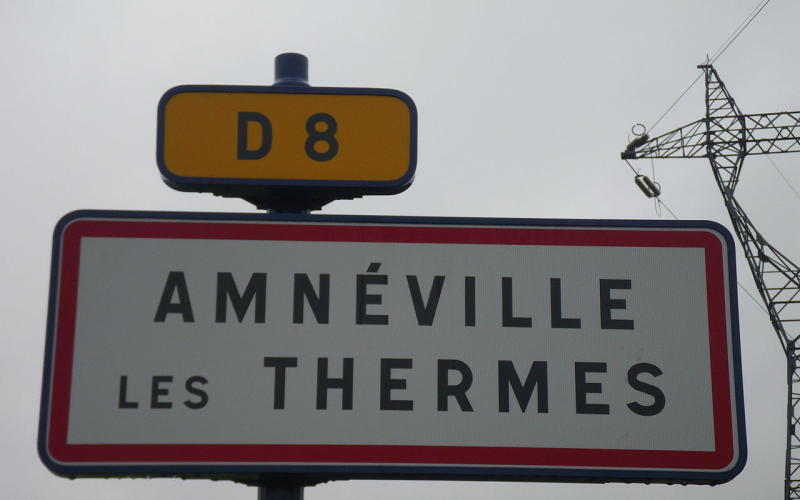 D 8
AMNÉVILLE
LES THERMES